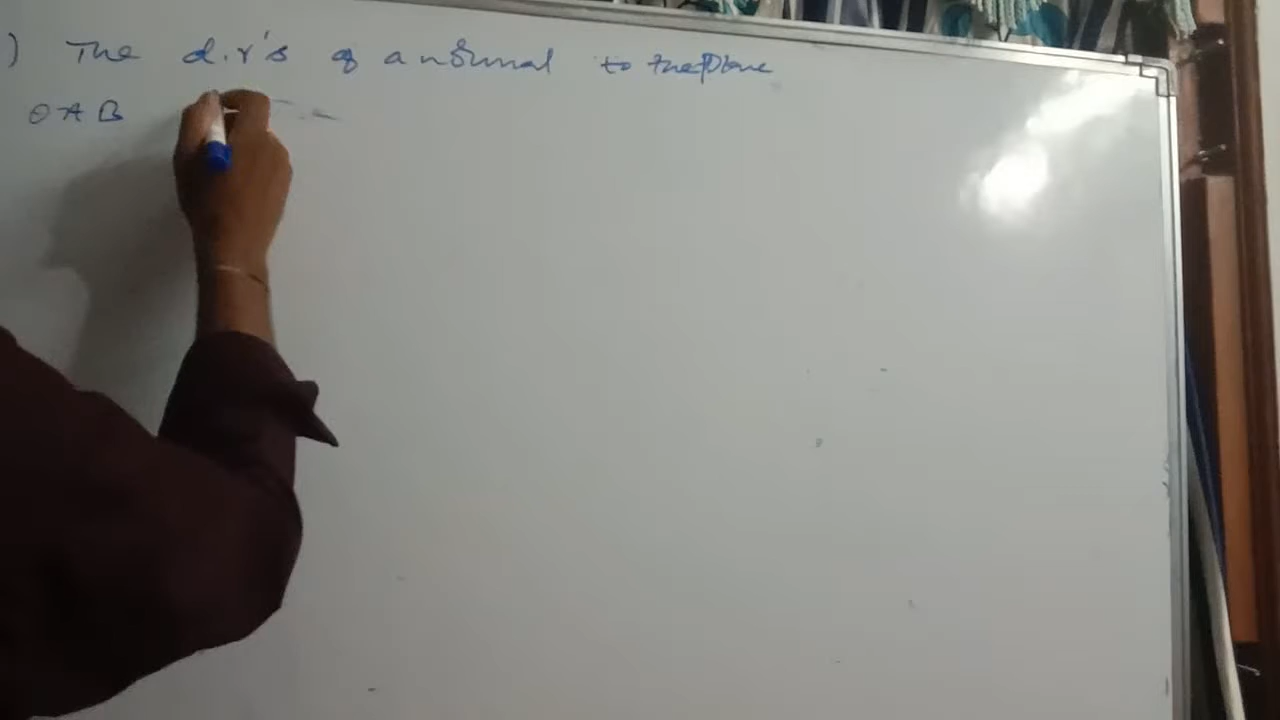 ) The d.r's of a normal to the plane
OAB